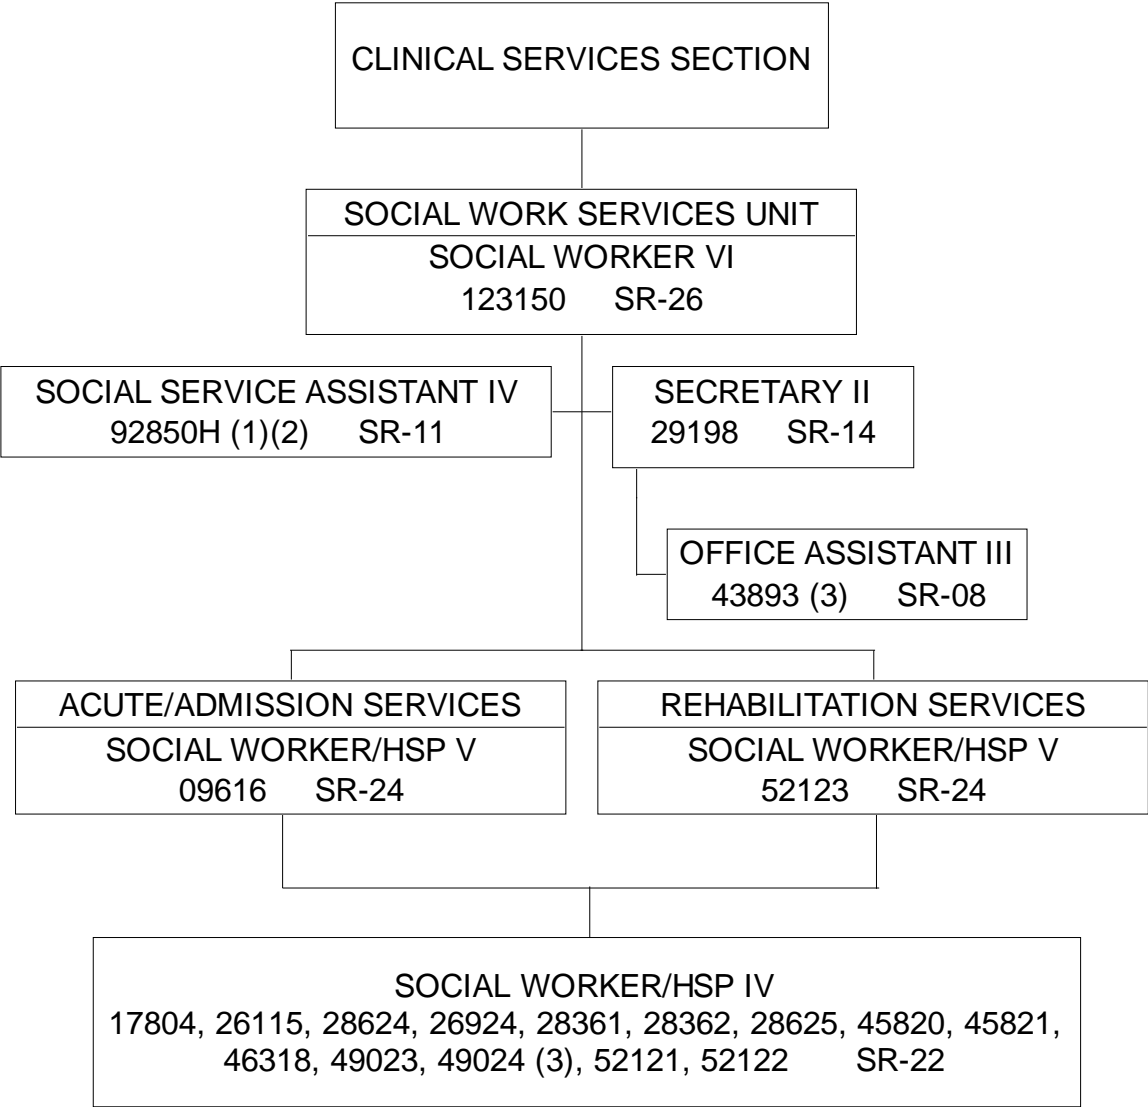 CLINICAL SERVICES SECTION
SOCIAL WORK SERVICES UNIT
SOCIAL WORKER VI
123150 SR-26
SOCIAL SERVICE ASSISTANT IV
92850H (1)(2) SR-11
SECRETARY II
29198 SR-14
OFFICE ASSISTANT III
43893 (3) SR-08
ACUTE/ADMISSION SERVICES
SOCIAL WORKER/HSP V
09616 SR-24
REHABILITATION SERVICES
SOCIAL WORKER/HSP V
52123 SR-24
SOCIAL WORKER/HSP IV
17804, 26115, 28624, 26924, 28361, 28362, 28625, 45820, 45821,
46318, 49023, 49024 (3), 52121, 52122 SR-22